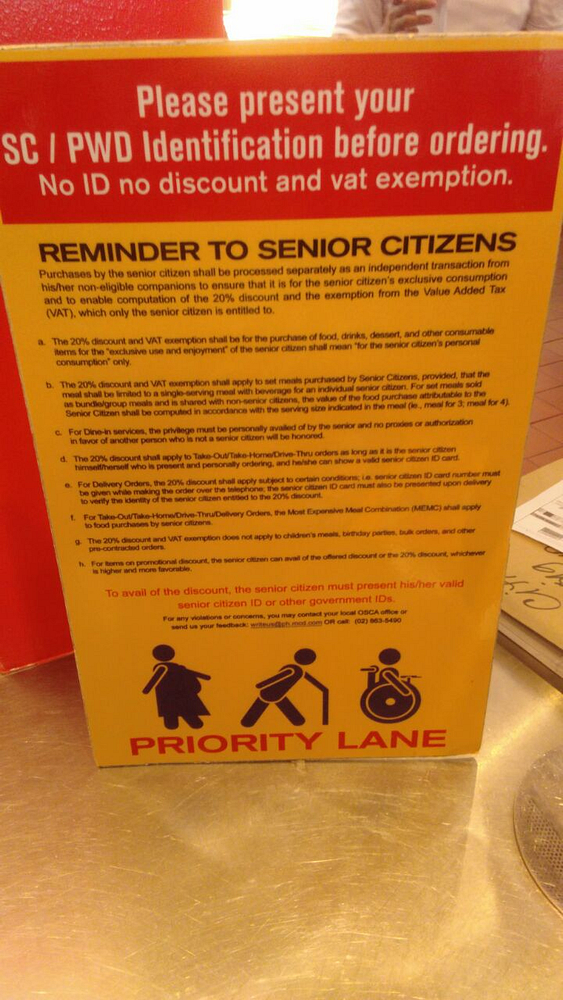 Please present your
SC / PWD Identification before ordering.
No ID no discount and vat exemption.
REMINDER TO SENIOR CITIZENS
Purchases by the senior citizen shall be processed separately as an independent transaction from
his/her non-eligible companions to ensure that it is for the senior citizen's exclusive consumption
and to enable computation of the 20% discount and the exemption from the Value Added Tax
(VAT), which only the senior citizen is entitled to.
a. The 20% discount and VAT exemption shall be for the purchase of food, drinks, dessert, and other consumable
items for the "exclusive use and enjoyment" of the senior citizen shall mean "for the senior citizen's personal
consumption" only.
b. The 20% discount and VAT exemption shall apply to set meals purchased by Senior Citizens, provided, that the
meal shall be limited to a single-serving meal with beverage for an individual senior citizen. For set meals sold
as bundle/group meals and is shared with non-senior citizens, the value of the food purchase attributable to the
Senior Citizen shall be computed in accordance with the serving size indicated in the meal (ie., meal for 3; meal for 4).
c. For Dine-in services, the privilege must be personally availed of by the senior and no proxies or authorization
in favor of another person who is not a senior citizen will be honored.
d. The 20% discount shall apply to Take-Out/Take-Home/Drive-Thru orders as long as it is the senior citizen
himself/herself who is present and personally ordering, and he/she can show a valid senior citizen ID card.
e. For Delivery Orders, the 20% discount shall apply subject to certain conditions; i.e. senior citizen ID card number must
be given while making the order over the telephone; the senior citizen ID card must also be presented upon delivery
to verify the identity of the senior citizen entitled to the 20% discount.
f. For Take-Out/Take-Home/Drive-Thru/Delivery Orders, the Most Expensive Meal Combination (MEMC) shall apply
to food purchases by senior citizens.
g. The 20% discount and VAT exemption does not apply to children's meals, birthday parties, bulk orders, and other
pre-contracted orders.
h. For items on promotional discount, the senior citizen can avail of the offered discount or the 20% discount, whichever
is higher and more favorable.
To avail of the discount, the senior citizen must present his/her valid
senior citizen ID or other government IDs.
For any violations or concerns, you may contact your local OSCA office or
send us your feedback: writeus@ph.mcd.com OR call: (02) 863-5490
PRIORITY LANE